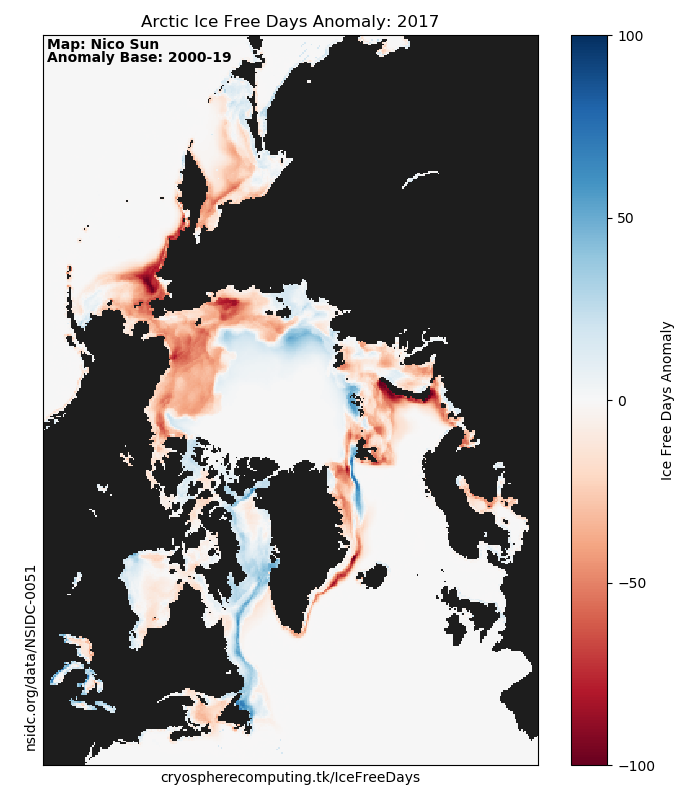 Arctic Ice Free Days Anomaly: 2017
Map: Nico Sun
Anomaly Base: 2000-19
100
50
0
−50
−100
Ice Free Days Anomaly
nsidc.org/data/NSIDC-0051
cryospherecomputing.tk/IceFreeDays